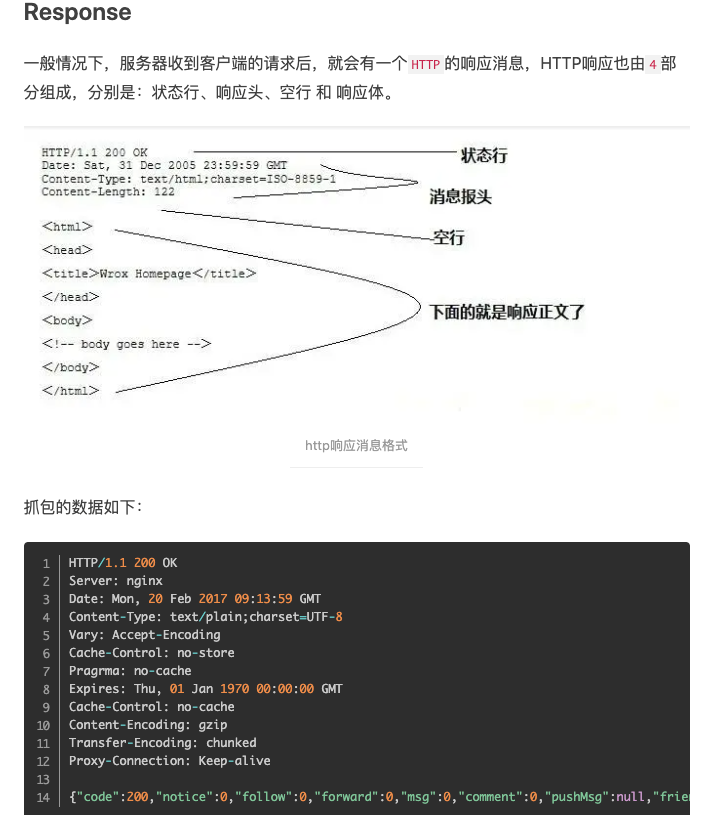 Response
一般情况下，服务器收到客户端的请求后，就会有一个 HTTP 的响应消息，HTTP响应也由 4 部
分组成，分别是：状态行、响应头、空行 和 响应体。
HTTP/1.1 200 OK
状态行
Date: Sat, 31 Dec 2005 23:59:59 GMT
Content-Type: text/html;charset=ISO-8859-1
Content-Length: 122
消息报头
空行
<html>
<head>
<title>Wrox Homepage</title>
</head>
<body>
下面的就是响应正文了
<!-- body goes here -->
</body>
</html>
http响应消息格式
抓包的数据如下：
1 HTTP/1.1 200 OK
2 Server: nginx
3 Date: Mon, 20 Feb 2017 09:13:59 GMT
4 Content-Type: text/plain;charset=UTF-8
5 Vary: Accept-Encoding
6 Cache-Control: no-store
7 Pragrma: no-cache
8 Expires: Thu, 01 Jan 1970 00:00:00 GMT
9 Cache-Control: no-cache
10 Content-Encoding: gzip
11 Transfer-Encoding: chunked
12 Proxy-Connection: Keep-alive
13
14 {"code":200,"notice":0,"follow":0,"forward":0,"msg":0,"comment":0,"pushMsg":null,"frie